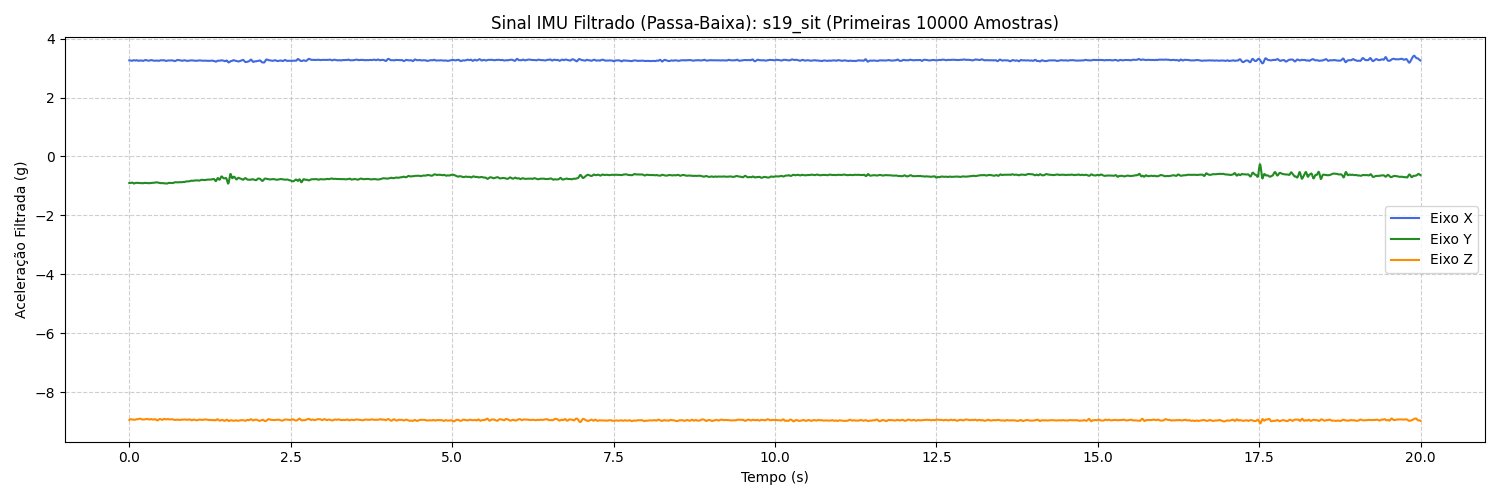 Sinal IMU Filtrado (Passa-Baixa): s19_sit (Primeiras 10000 Amostras)
Aceleração Filtrada (g)
4
2
0
−2
−4
−6
−8
Eixo X
Eixo Y
Eixo Z
0.0 2.5 5.0 7.5 10.0 12.5 15.0 17.5 20.0
Tempo (s)